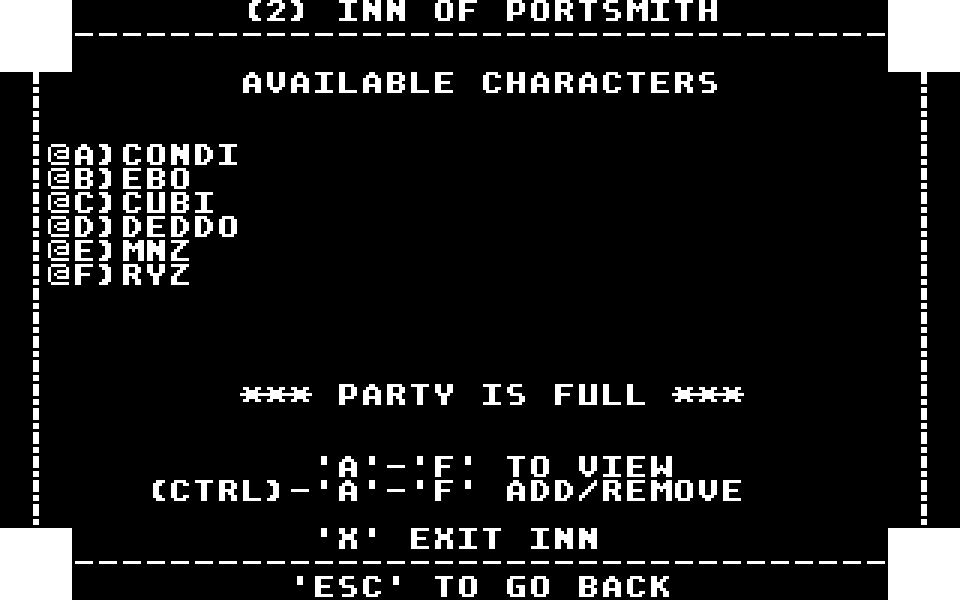 (2) INN OF PORTSMITH
AVAILABLE CHARACTERS
@A)CONDI
@B)EBO
@C)CUBI
@D)DEDDO
@E)MNZ
@F)RYZ
*** PARTY IS FULL ***
'A'-'F' TO VIEW
(CTRL)-'A'-'F' ADD/REMOVE
'X' EXIT INN
'ESC' TO GO BACK